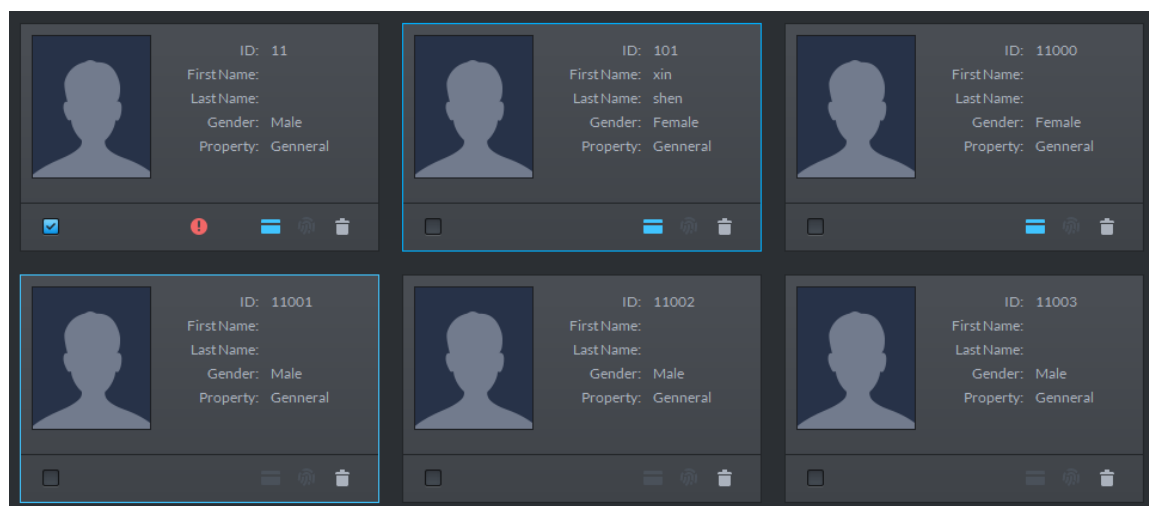 ID: 11
First Name:
Last Name:
Gender: Male
Property: Genneral
ID: 101
First Name: xin
Last Name: shen
Gender: Female
Property: Genneral
ID: 11000
First Name:
Last Name:
Gender: Female
Property: Genneral
ID: 11001
First Name:
Last Name:
Gender: Male
Property: Genneral
ID: 11002
First Name:
Last Name:
Gender: Male
Property: Genneral
ID: 11003
First Name:
Last Name:
Gender: Male
Property: Genneral